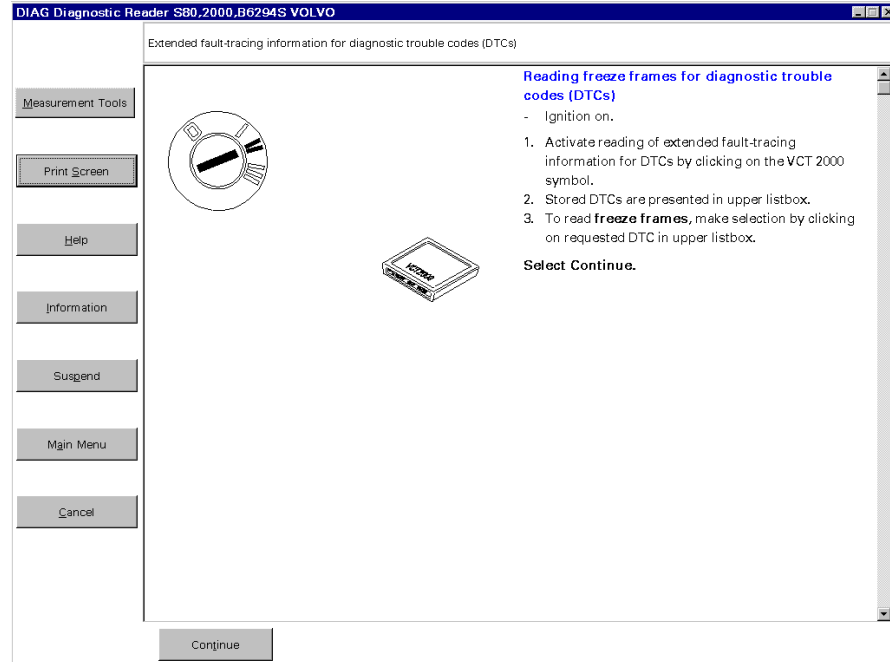 DIAG Diagnostic Reader S80,2000,B6294S VOLVO
Extended fault-tracing information for diagnostic trouble codes (DTCs)
Measurement Tools
Print Screen
Help
Information
Suspend
Main Menu
Cancel
VCT2000
Reading freeze frames for diagnostic trouble
codes (DTCs)
- Ignition on.
1. Activate reading of extended fault-tracing
information for DTCs by clicking on the VCT 2000
symbol.
2. Stored DTCs are presented in upper listbox.
3. To read freeze frames, make selection by clicking
on requested DTC in upper listbox.
Select Continue.
Continue